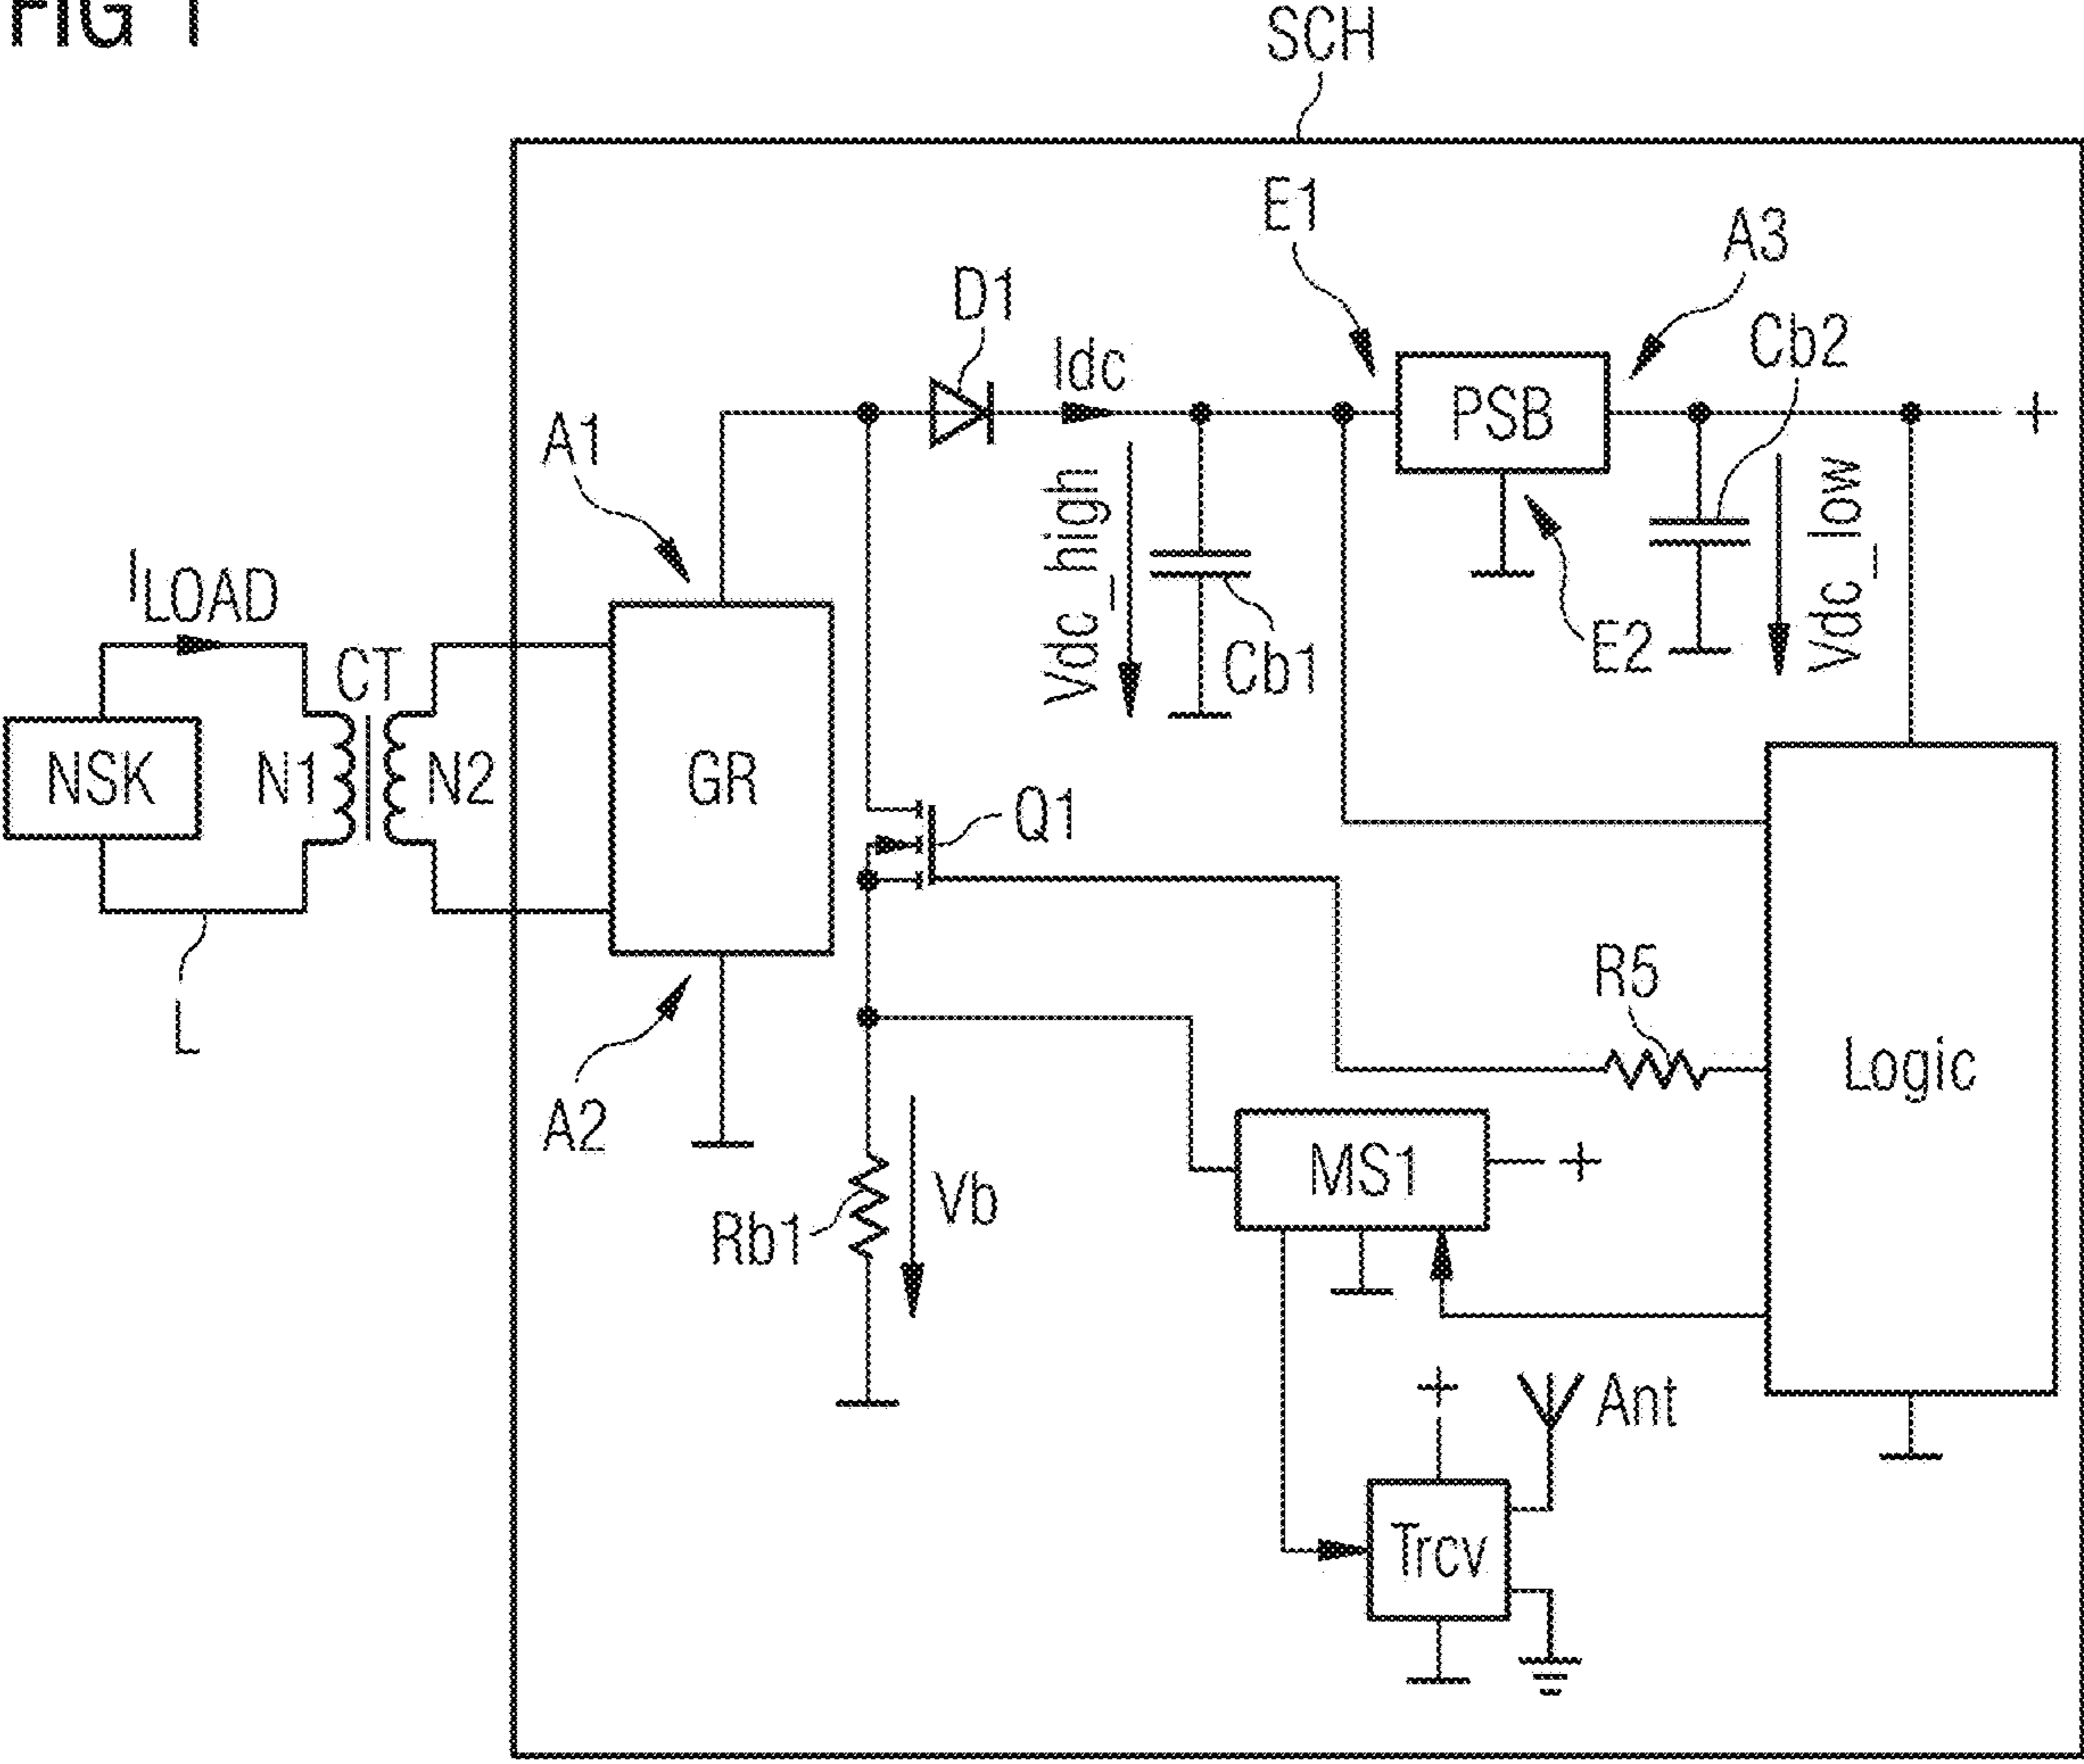 FIG 1
SCH
E1
A3
D1
Idc
Cb2
PSB
+
A1
Vdc_high
Vdc_low
I LOAD
Cb1
E2
CT
NSK
N1
N2
GR
Q1
L
R5
Logic
A2
MS1
+
Rb1
Vb
+
Ant
Trcv